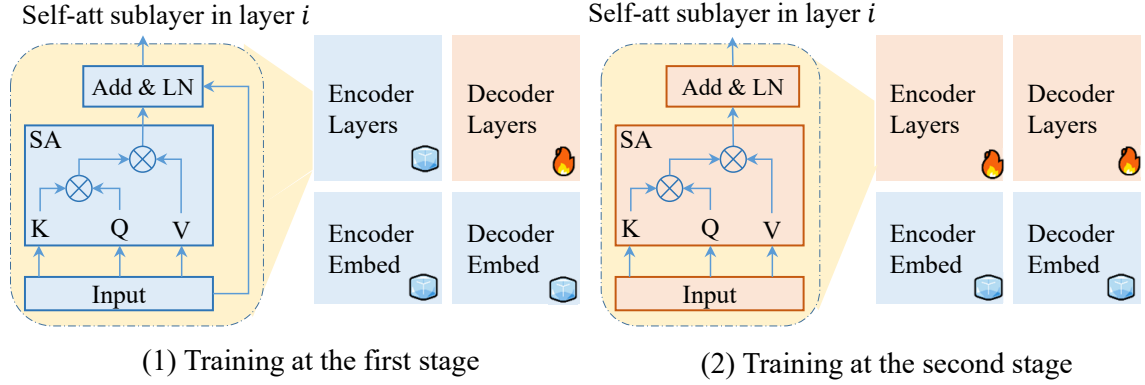 Self-att sublayer in layer i
Add & LN
SA
K Q V
Input
Encoder
Layers
Decoder
Layers
Encoder
Embed
Decoder
Embed
(1) Training at the first stage
Self-att sublayer in layer i
Add & LN
SA
K Q V
Input
Encoder
Layers
Decoder
Layers
Encoder
Embed
Decoder
Embed
(2) Training at the second stage